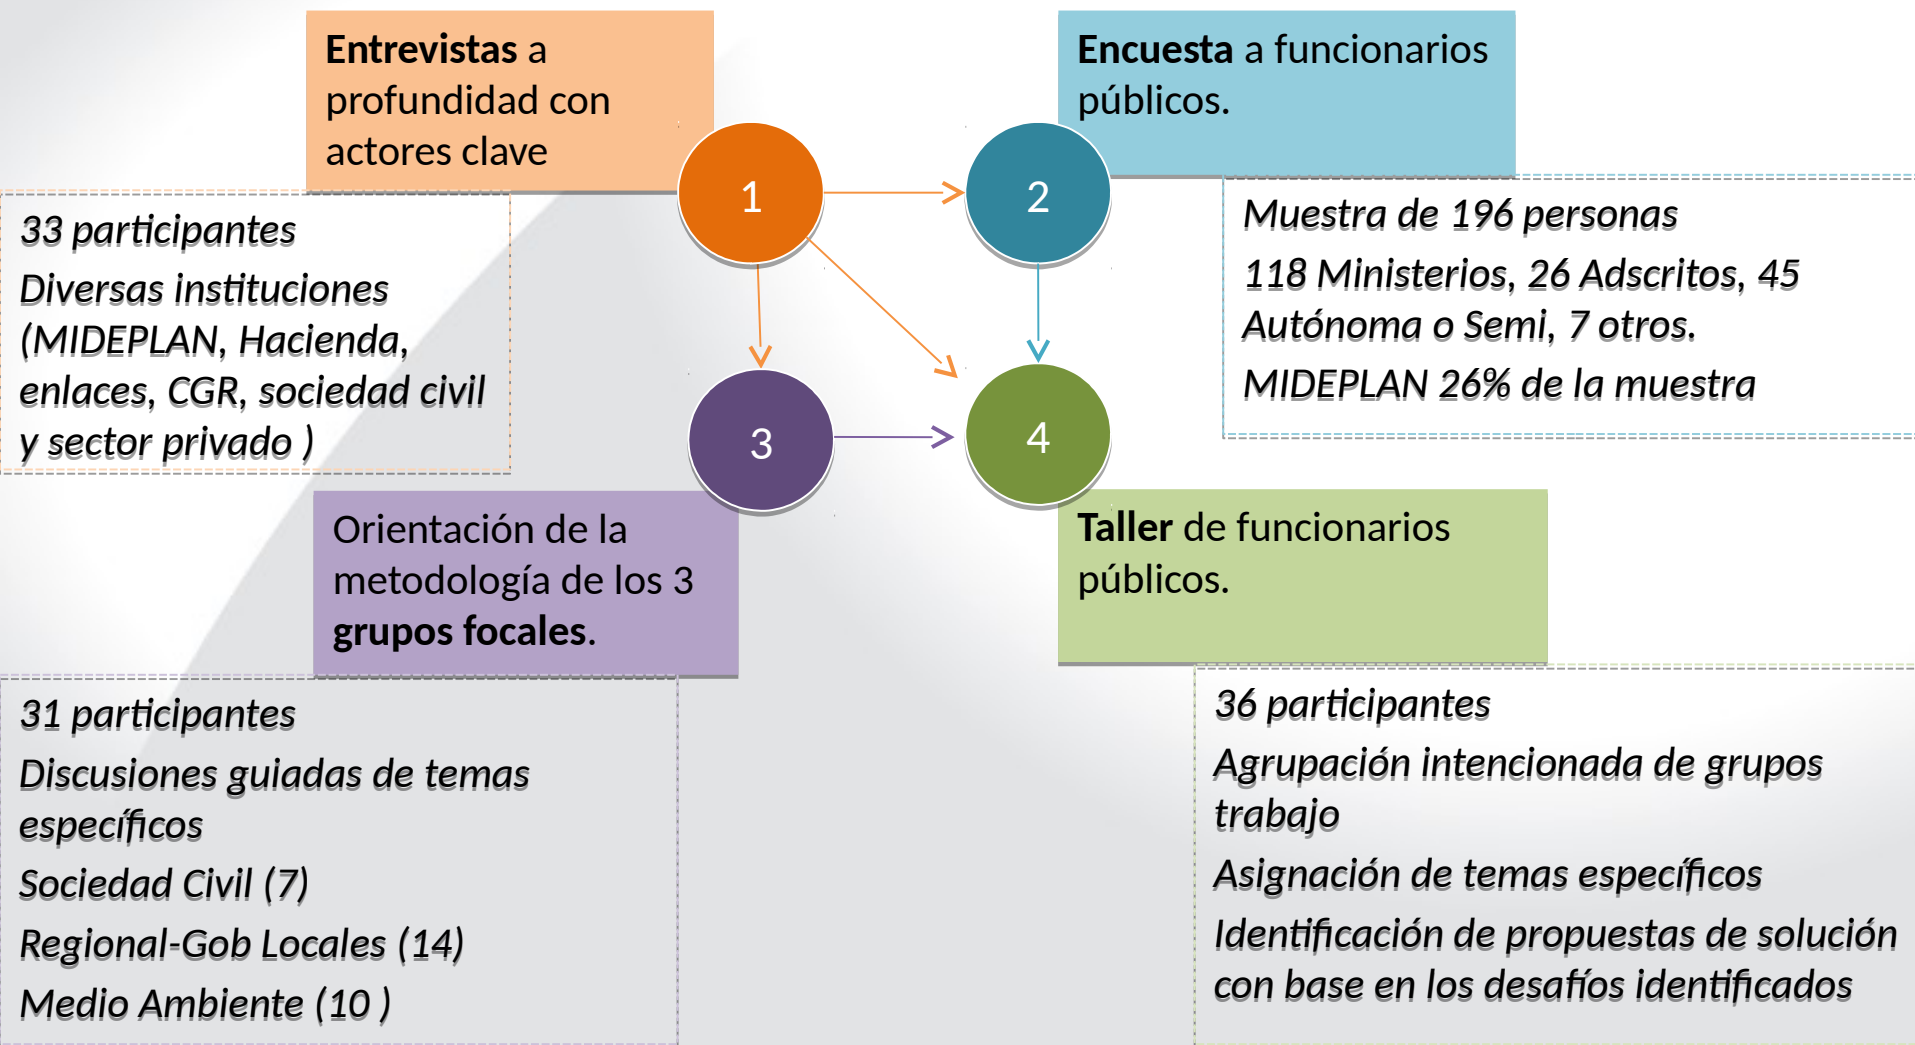 Entrevistas a
profundidad con
actores clave
1
33 participantes
Diversas instituciones
(MIDEPLAN, Hacienda,
enlaces, CGR, sociedad civil
y sector privado )
Encuesta a funcionarios
públicos.
2
Muestra de 196 personas
118 Ministerios, 26 Adscritos, 45
Autónoma o Semi, 7 otros.
MIDEPLAN 26% de la muestra
3
Orientación de la
metodología de los 3
grupos focales.
31 participantes
Discusiones guiadas de temas
específicos
Sociedad Civil (7)
Regional-Gob Locales (14)
Medio Ambiente (10 )
4
Taller de funcionarios
públicos.
36 participantes
Agrupación intencionada de grupos
trabajo
Asignación de temas específicos
Identificación de propuestas de solución
con base en los desafíos identificados